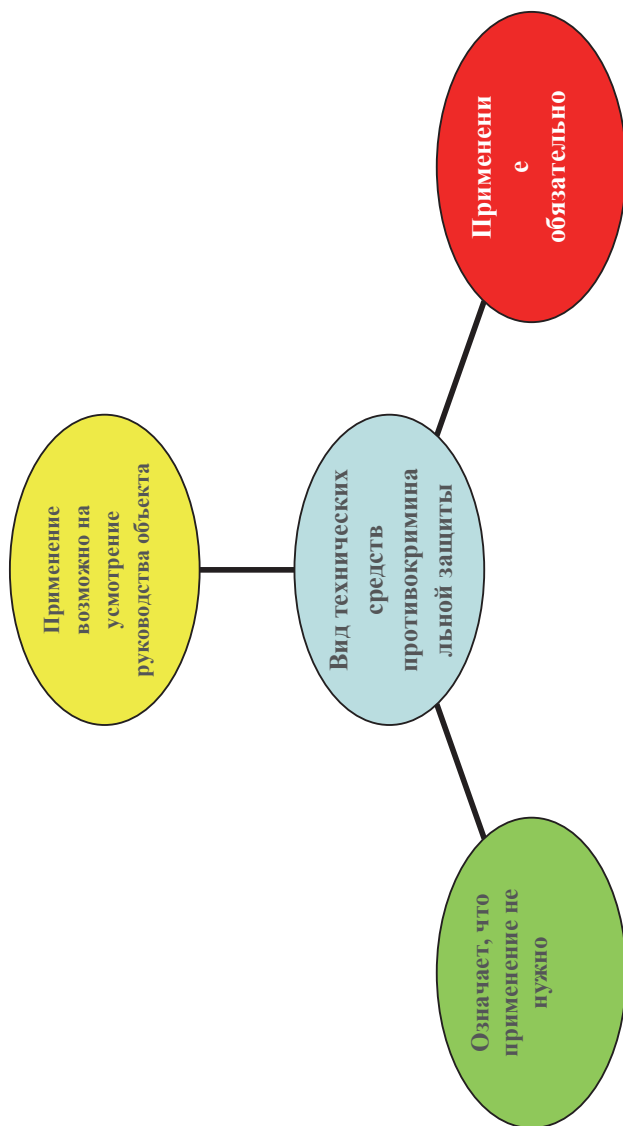 Применение
возможно на
усмотрение
руководства объекта
Вид технических
средств
противокримина
льной защиты
Означает, что
применение не
нужно
Применени
е
обязательно